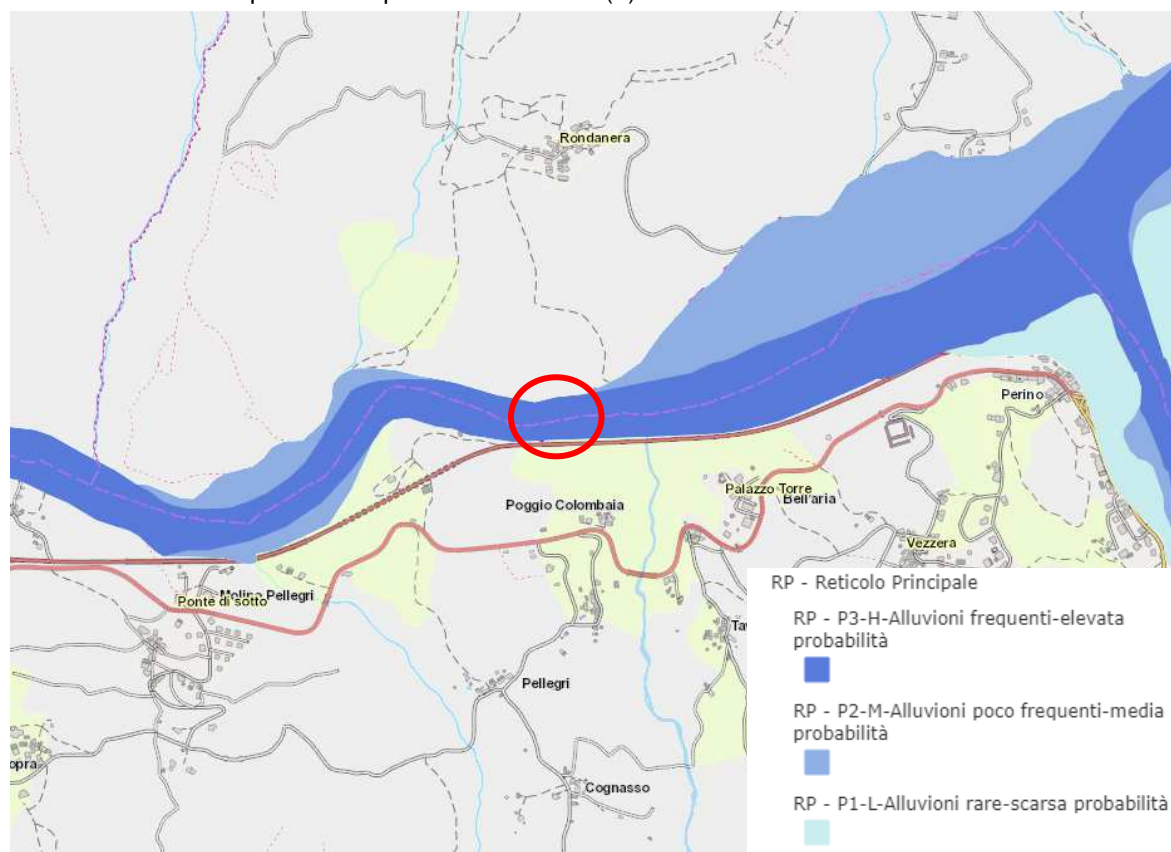 Rondanera
Perino
Palazzo Torre
Bell'aria
Poggio Colombaia
Vezzera
Molino Pellegri
Ponte di sotto
Tav
Pellegri
opra
Cognasso
RP - Reticolo Principale
RP - P3-H-Alluvioni frequenti-elevata
probabilità
RP - P2-M-Alluvioni poco frequenti-media
probabilità
RP - P1-L-Alluvioni rare-scarsa probabilità